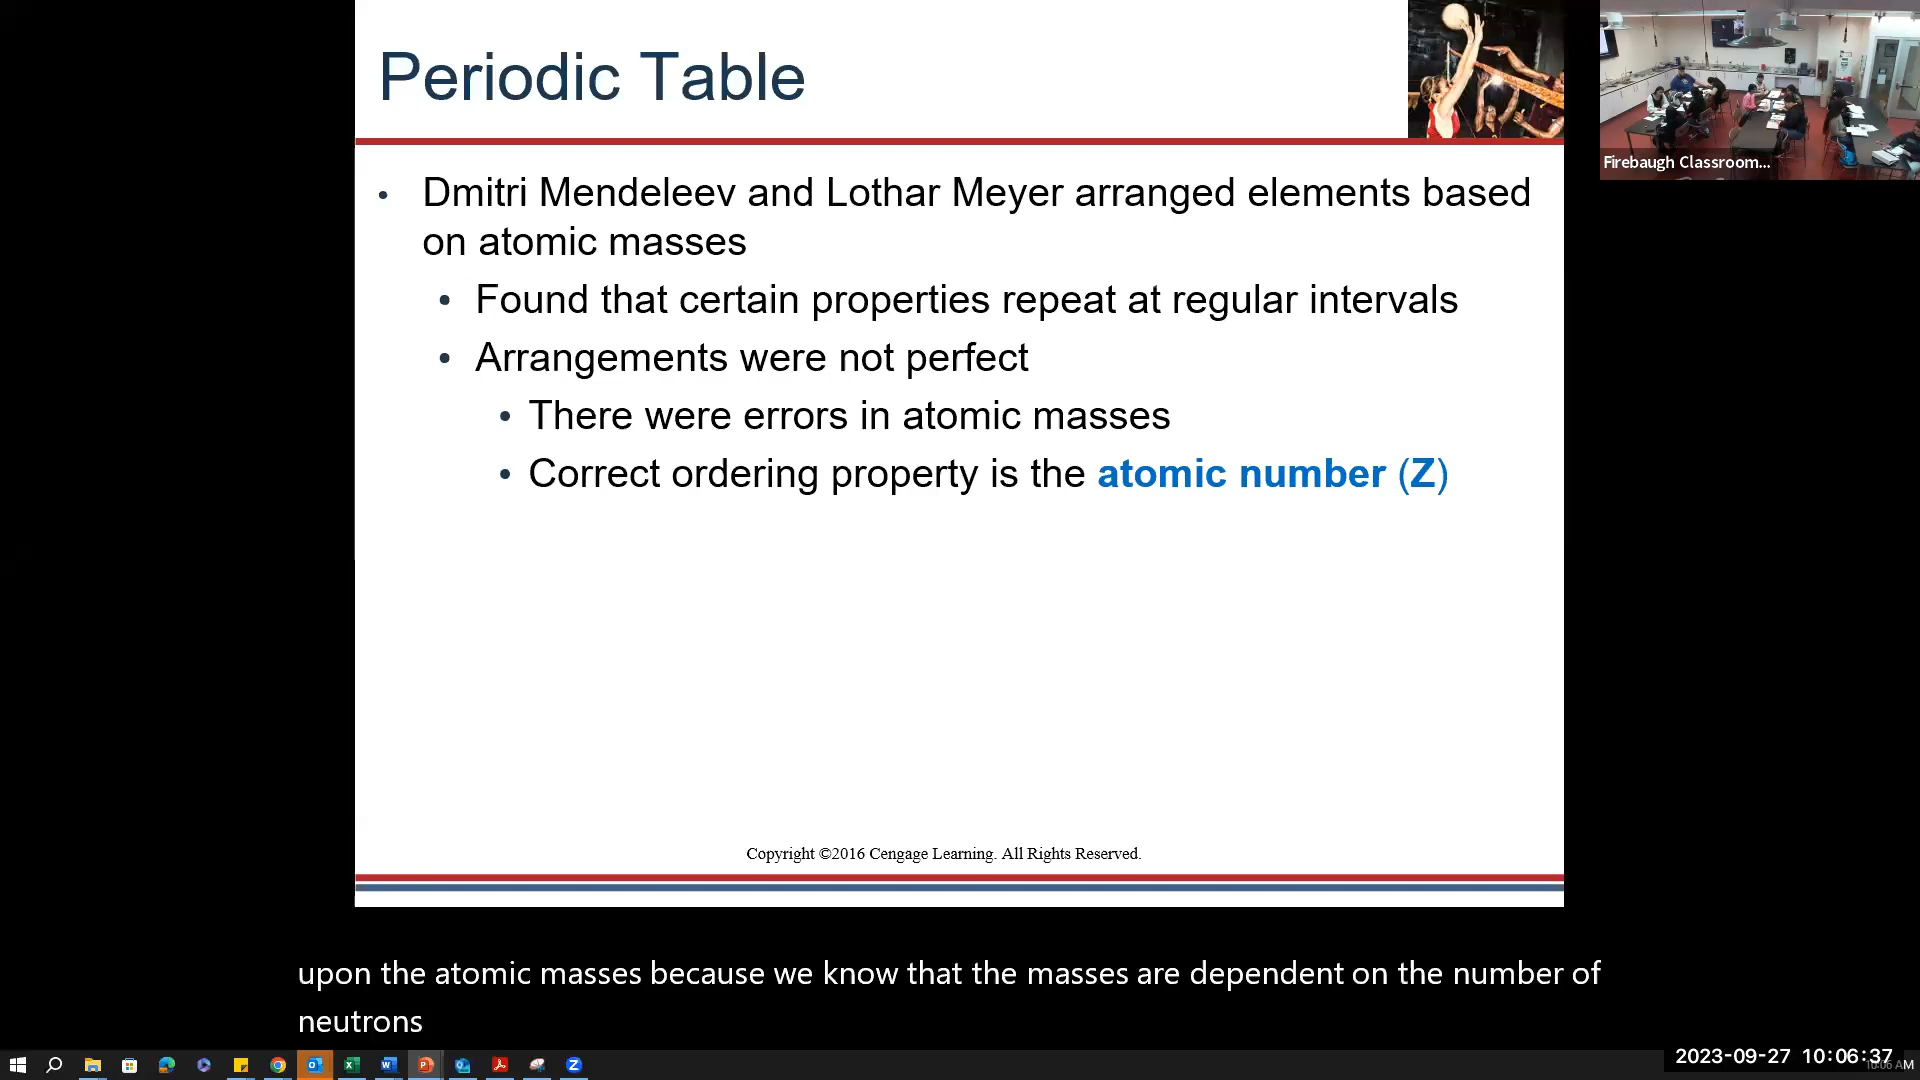 Periodic Table
Firebaugh Classroom...
• Dmitri Mendeleev and Lothar Meyer arranged elements based
on atomic masses
• Found that certain properties repeat at regular intervals
• Arrangements were not perfect
• There were errors in atomic masses
• Correct ordering property is the atomic number (Z)
Copyright ©2016 Cengage Learning. All Rights Reserved.
upon the atomic masses because we know that the masses are dependent on the number of
neutrons
2023-09-27 10:06:37
10:06 AM